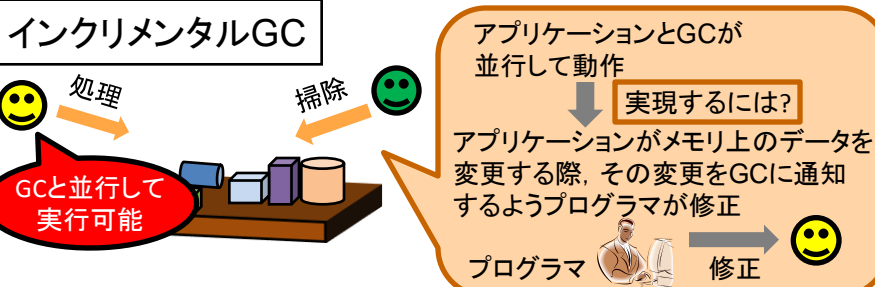 インクリメンタルGC
処理
掃除
GCと並行して
実行可能
アプリケーションとGCが
並行して動作
実現するには?
アプリケーションがメモリ上のデータを
変更する際, その変更をGCに通知
するようプログラマが修正
プログラマ
修正